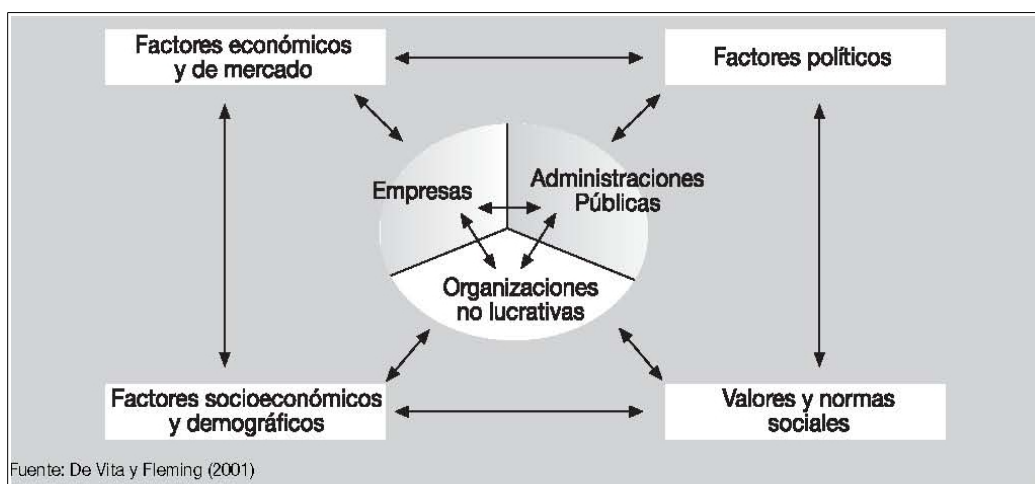 Factores económicos
y de mercado
Factores políticos
Empresas
Administraciones
Públicas
Organizaciones
no lucrativas
Factores socioeconómicos
y demográficos
Valores y normas
sociales
Fuente: De Vita y Fleming (2001)